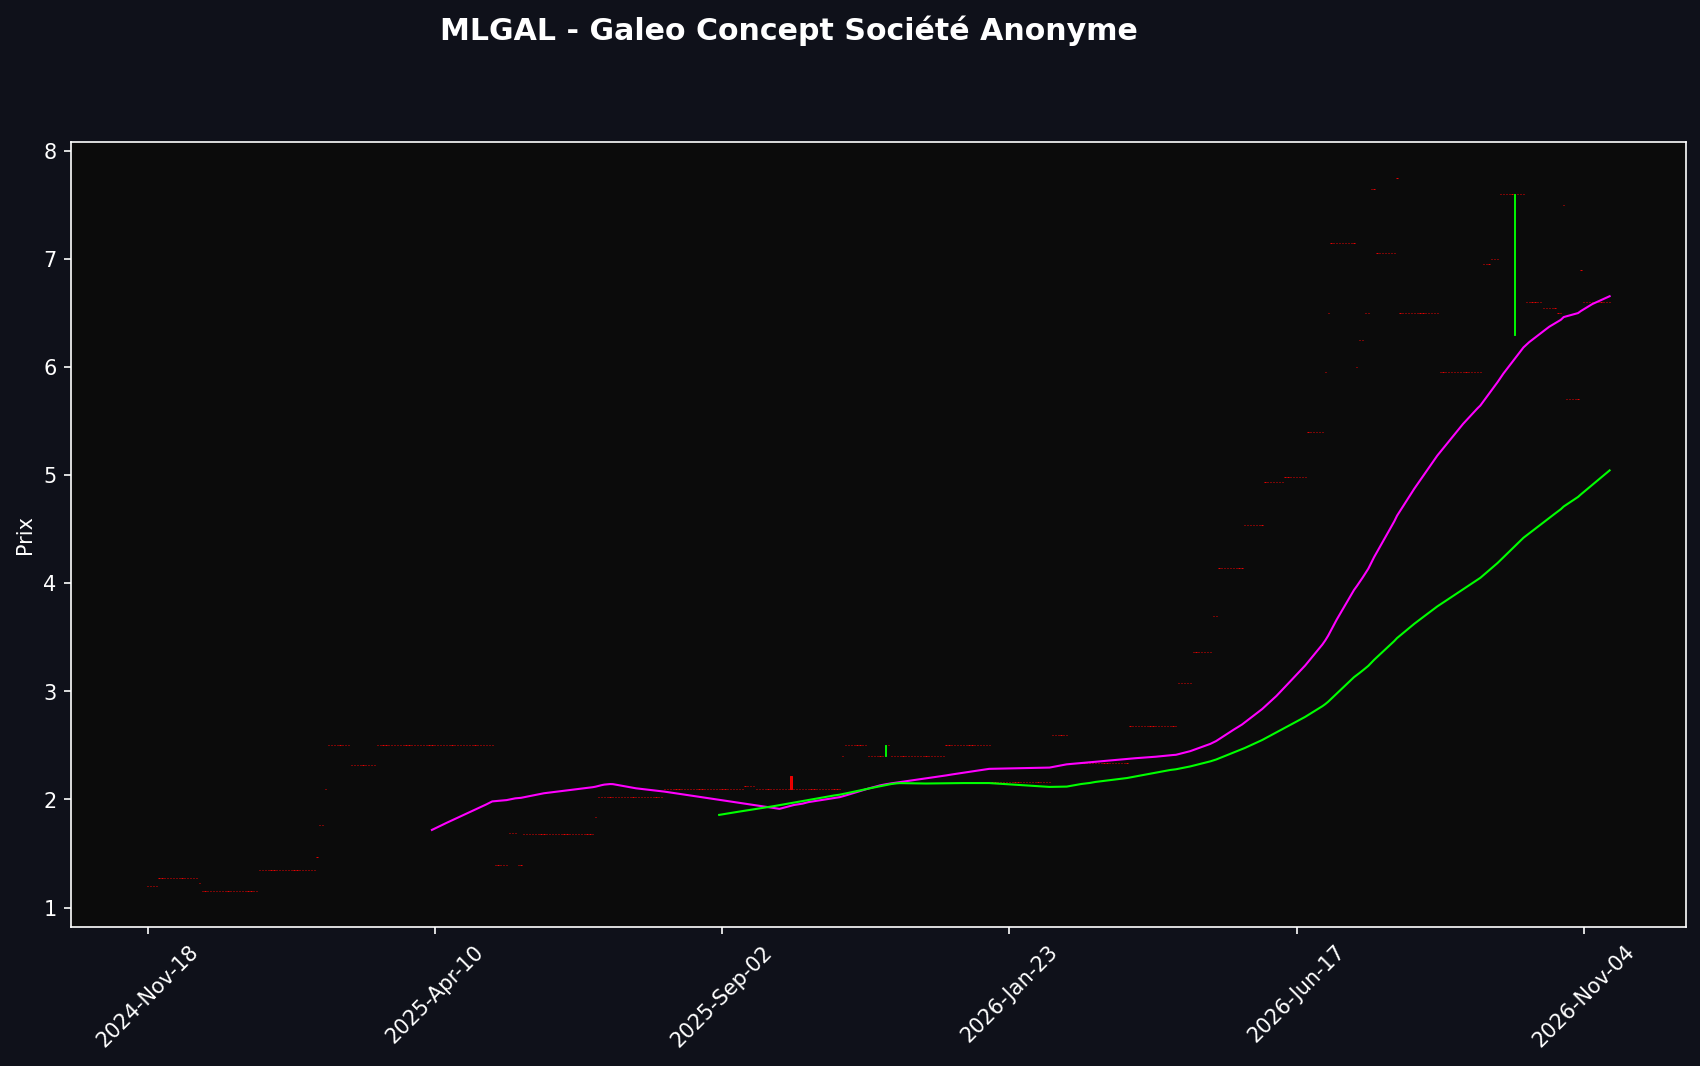 MLGAL - Galeo Concept Société Anonyme
Prix
8
7
6
5
4
3
2
1
2024-Nov-18
2025-Apr-10
2025-Sep-02
2026-Jan-23
2026-Jun-17
2026-Nov-04